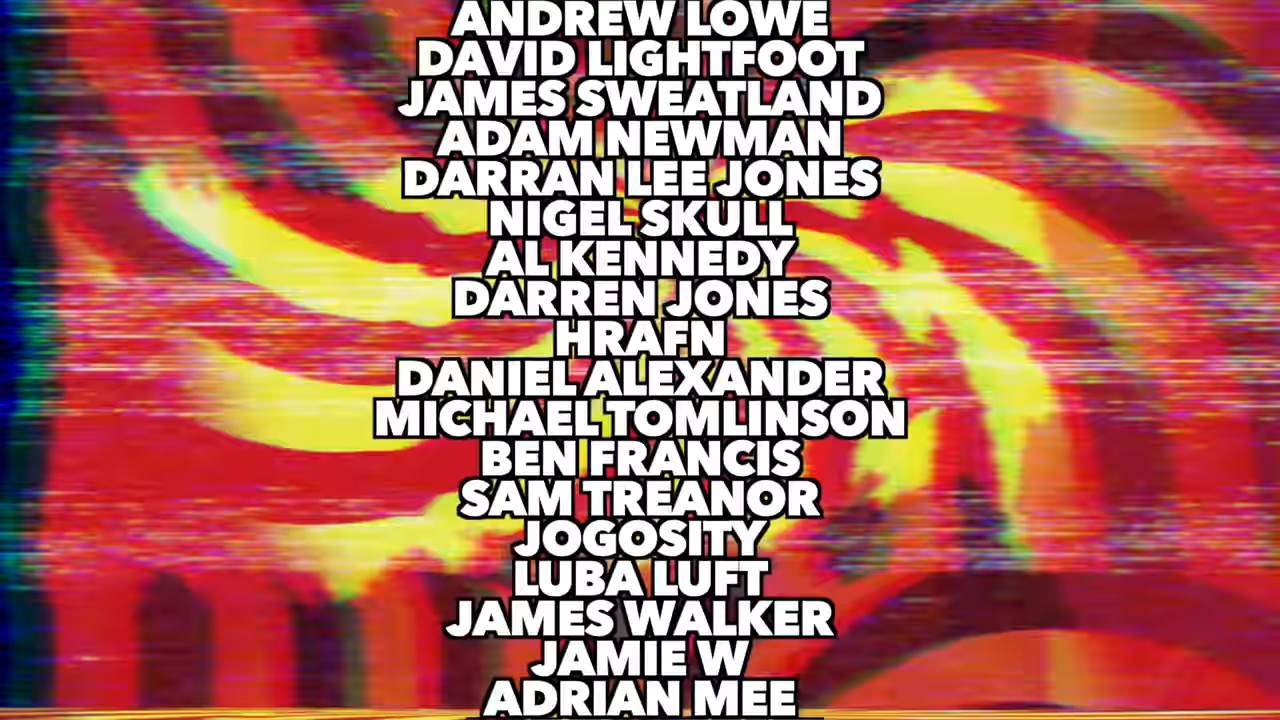 ANDREW LOWE
DAVID LIGHTFOOT
JAMES SWEATLAND
ADAM NEWMAN
DARRAN LEE JONES
NIGEL SKULL
AL KENNEDY
DARREN JONES
HRAFN
DANIEL ALEXANDER
MICHAEL TOMLINSON
BEN FRANCIS
SAM TREANOR
JOGOSITY
LUBA LUFT
JAMES WALKER
JAMIE W
ADRIAN MEE